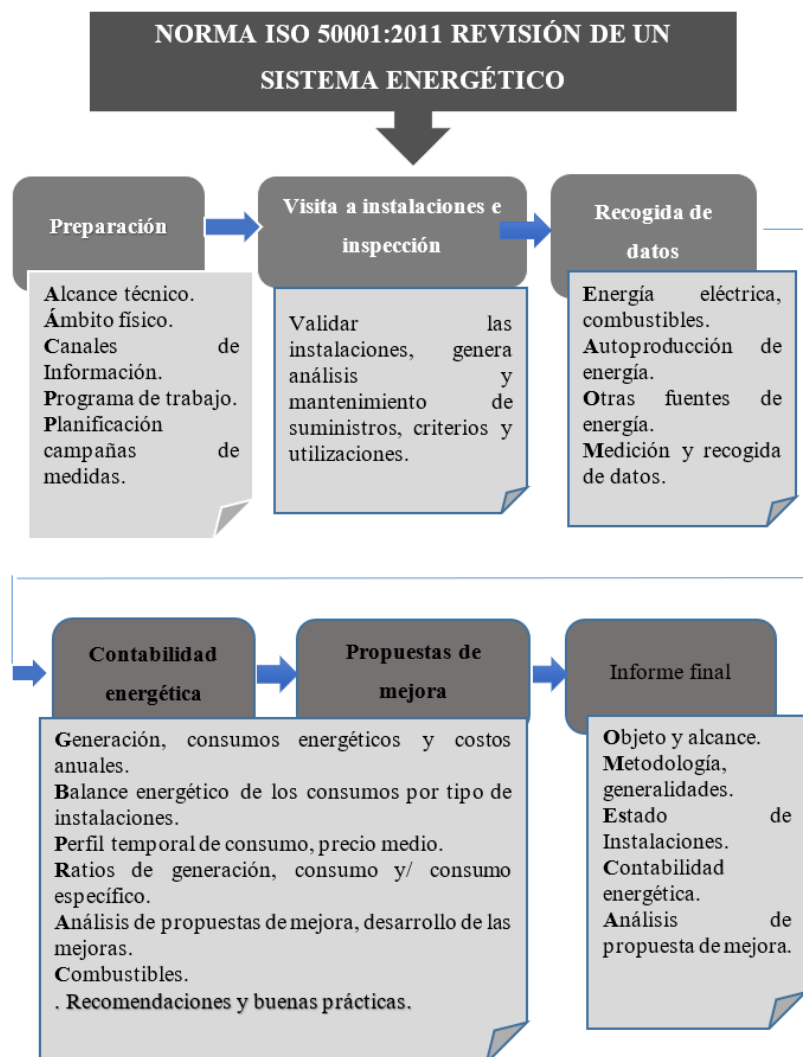 NORMA ISO 50001:2011 REVISIÓN DE UN
SISTEMA ENERGÉTICO
Preparación
Alcance técnico.
Ámbito físico.
Canales de
Información.
Programa de trabajo.
Planificación
campañas de
medidas.
Visita a instalaciones e
inspección
Validar las
instalaciones, genera
análisis y
mantenimiento de
suministros, criterios y
utilizaciones.
Recogida de
datos
Energía eléctrica,
combustibles.
Autoproducción de
energía.
Otras fuentes de
energía.
Medición y recogida
de datos.
Contabilidad
energética
Propuestas de
mejora
Generación, consumos energéticos y costos
anuales.
Balance energético de los consumos por tipo de
instalaciones.
Perfil temporal de consumo, precio medio.
Ratios de generación, consumo y/ consumo
específico.
Análisis de propuestas de mejora, desarrollo de las
mejoras.
Combustibles.
. Recomendaciones y buenas prácticas.
Informe final
Objeto y alcance.
Metodología,
generalidades.
Estado de
Instalaciones.
Contabilidad
energética.
Análisis de
propuesta de mejora.